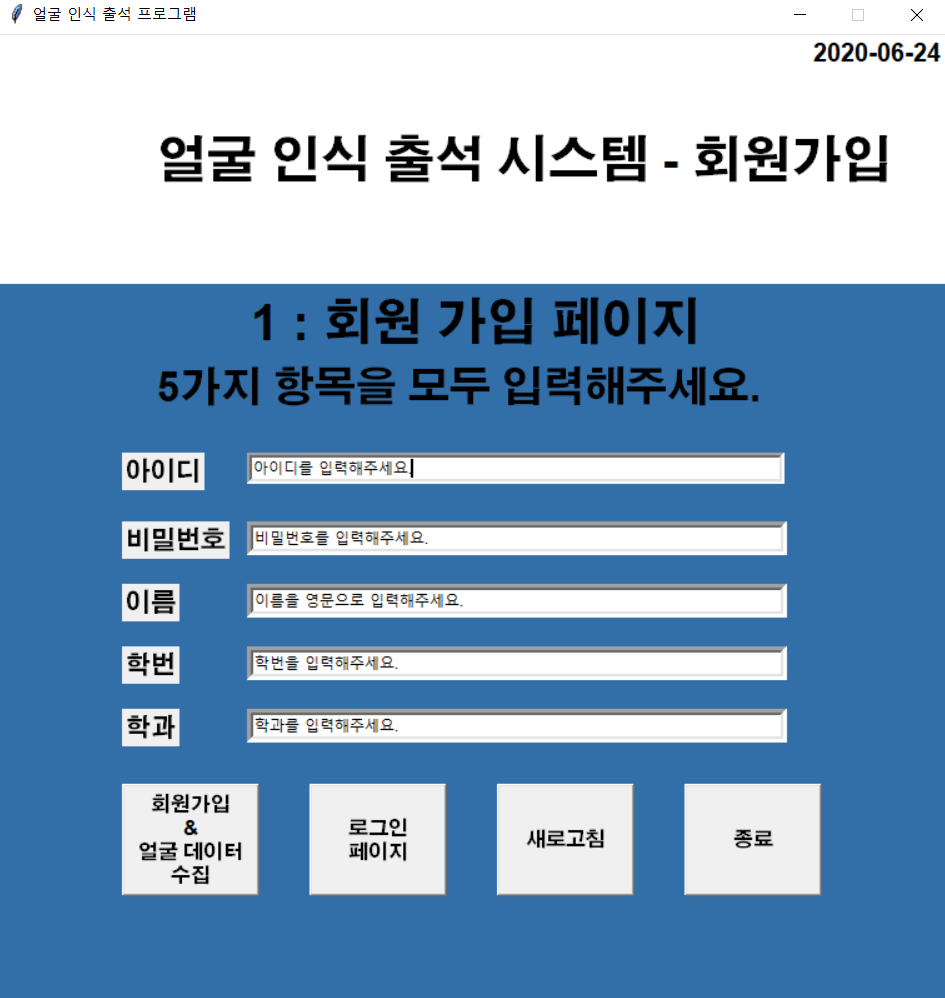 얼굴 인식 출석 프로그램
2020-06-24
얼굴 인식 출석 시스템 - 회원가입
1 : 회원 가입 페이지
5가지 항목을 모두 입력해주세요.
아이디
아이디를 입력해주세요.
비밀번호
비밀번호를 입력해주세요.
이름
이름을 영문으로 입력해주세요.
학번
학번을 입력해주세요.
학과
학과를 입력해주세요.
회원가입
&
얼굴 데이터
수집
로그인
페이지
새로고침
종료